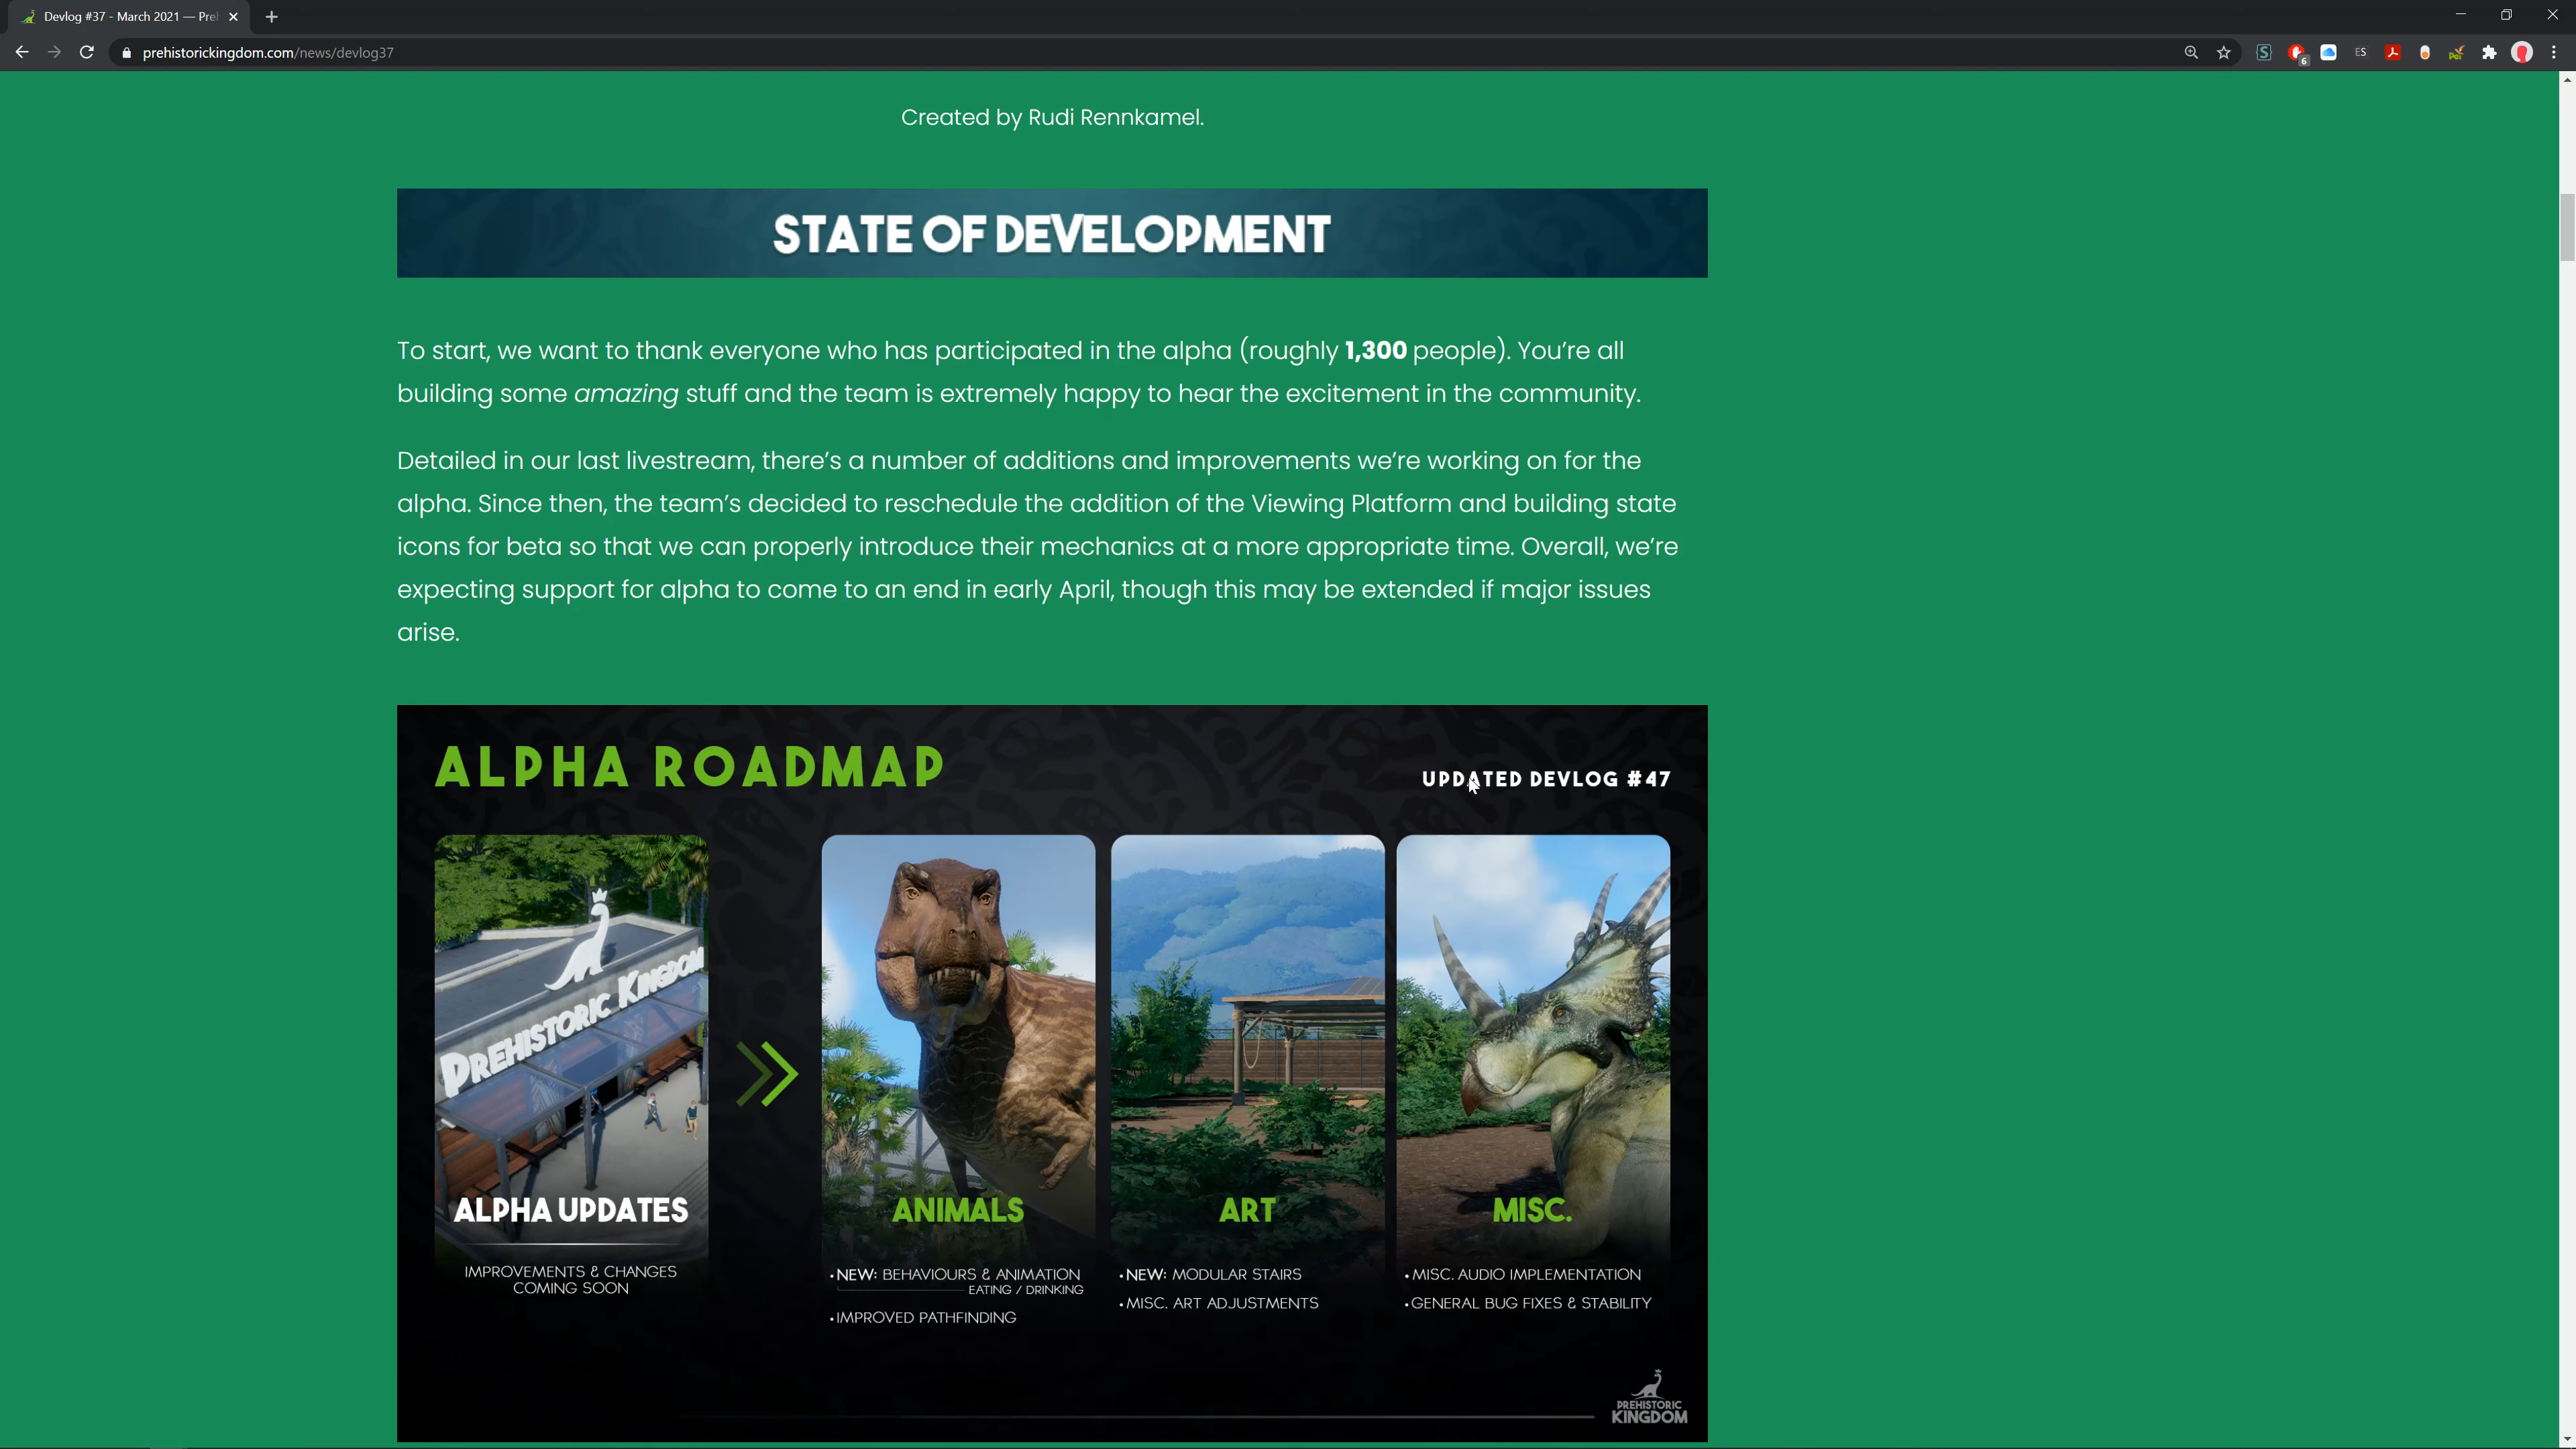 Devlog #37 - March 2021 — Pre
prehistorickingdom.com/news/devlog37
6
ES
Created by Rudi Rennkamel.
STATE OF DEVELOPMENT
To start, we want to thank everyone who has participated in the alpha (roughly 1,300 people). You're all
building some amazing stuff and the team is extremely happy to hear the excitement in the community.
Detailed in our last livestream, there's a number of additions and improvements we're working on for the
alpha. Since then, the team's decided to reschedule the addition of the Viewing Platform and building state
icons for beta so that we can properly introduce their mechanics at a more appropriate time. Overall, we're
expecting support for alpha to come to an end in early April, though this may be extended if major issues
arise.
ALPHA ROADMAP
UPDATED DEVLOG #47
PREHISTORIC KINGDOM
ALPHA UPDATES
IMPROVEMENTS & CHANGES
COMING SOON
ANIMALS
•NEW: BEHAVIOURS & ANIMATION
EATING / DRINKING
•IMPROVED PATHFINDING
ART
•NEW: MODULAR STAIRS
•MISC. ART ADJUSTMENTS
MISC.
•MISC. AUDIO IMPLEMENTATION
•GENERAL BUG FIXES & STABILITY
PREHISTORIC
KINGDOM